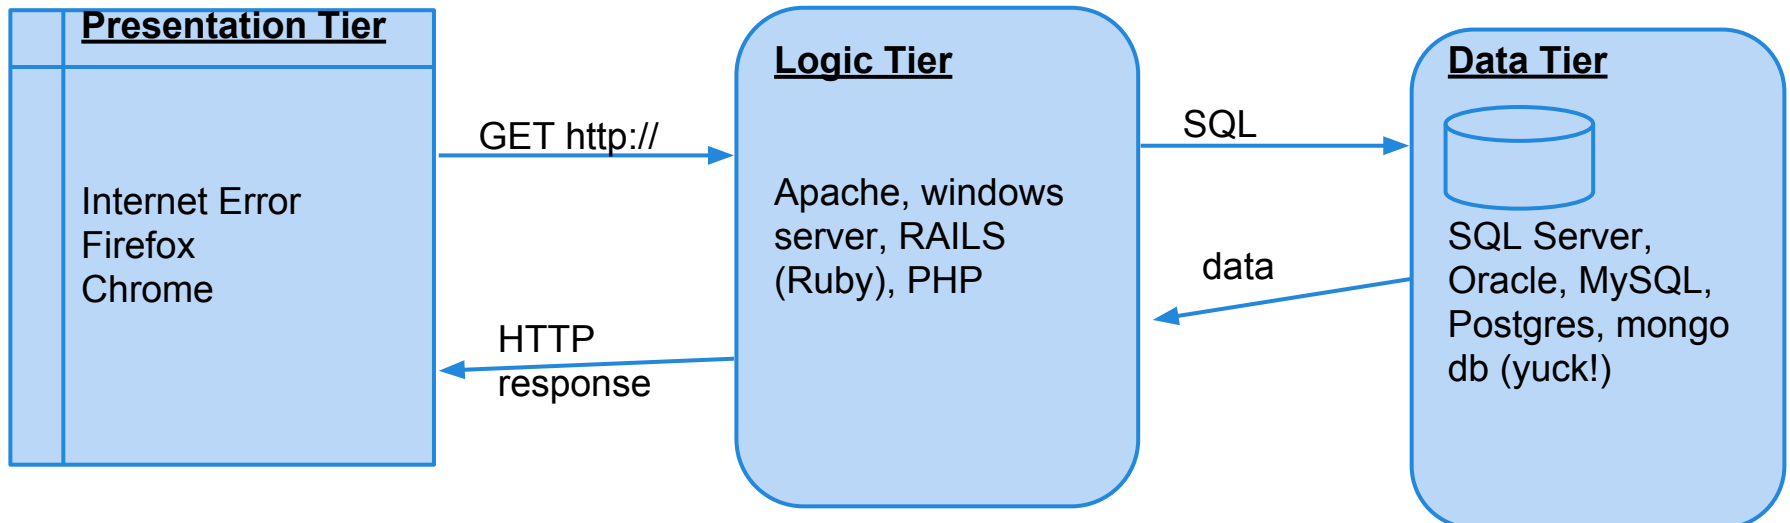 Presentation Tier
Internet Error
Firefox
Chrome
GET http://
HTTP
response
Logic Tier
Apache, windows
server, RAILS
(Ruby), PHP
SQL
data
Data Tier
SQL Server,
Oracle, MySQL,
Postgres, mongo
db (yuck!)